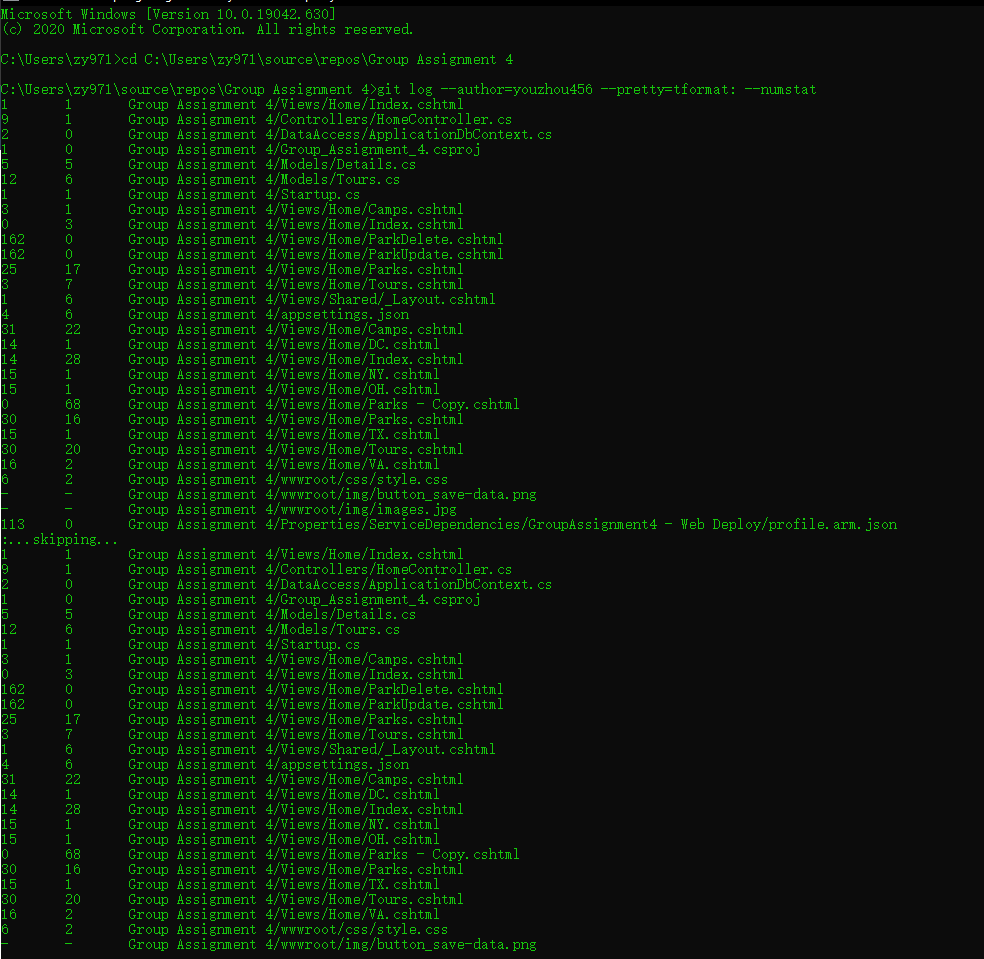 Microsoft Windows [Version 10.0.19042.630]
(c) 2020 Microsoft Corporation. All rights reserved.
C:\Users\zy971>cd C:\Users\zy971\source\repos\Group Assignment 4
C:\Users\zy971\source\repos\Group Assignment 4>git log --author=youzhou456 --pretty=tformat: --numstat
1 1 Group Assignment 4/Views/Home/Index.cshtml
9 1 Group Assignment 4/Controllers/HomeController.cs
2 0 Group Assignment 4/DataAccess/ApplicationDbContext.cs
1 0 Group Assignment 4/Group_Assignment_4.csproj
5 5 Group Assignment 4/Models/Details.cs
12 6 Group Assignment 4/Models/Tours.cs
1 1 Group Assignment 4/Startup.cs
3 1 Group Assignment 4/Views/Home/Camps.cshtml
0 3 Group Assignment 4/Views/Home/Index.cshtml
162 0 Group Assignment 4/Views/Home/ParkDelete.cshtml
162 0 Group Assignment 4/Views/Home/ParkUpdate.cshtml
25 17 Group Assignment 4/Views/Home/Parks.cshtml
3 7 Group Assignment 4/Views/Home/Tours.cshtml
1 6 Group Assignment 4/Views/Shared/_Layout.cshtml
4 6 Group Assignment 4/appsettings.json
31 22 Group Assignment 4/Views/Home/Camps.cshtml
14 1 Group Assignment 4/Views/Home/DC.cshtml
14 28 Group Assignment 4/Views/Home/Index.cshtml
15 1 Group Assignment 4/Views/Home/NY.cshtml
15 1 Group Assignment 4/Views/Home/OH.cshtml
0 68 Group Assignment 4/Views/Home/Parks - Copy.cshtml
30 16 Group Assignment 4/Views/Home/Parks.cshtml
15 1 Group Assignment 4/Views/Home/TX.cshtml
30 20 Group Assignment 4/Views/Home/Tours.cshtml
16 2 Group Assignment 4/Views/Home/VA.cshtml
6 2 Group Assignment 4/wwwroot/css/style.css
- - Group Assignment 4/wwwroot/img/button_save-data.png
- - Group Assignment 4/wwwroot/img/images.jpg
113 0 Group Assignment 4/Properties/ServiceDependencies/GroupAssignment4 - Web Deploy/profile.arm.json
:...skipping...
1 1 Group Assignment 4/Views/Home/Index.cshtml
9 1 Group Assignment 4/Controllers/HomeController.cs
2 0 Group Assignment 4/DataAccess/ApplicationDbContext.cs
1 0 Group Assignment 4/Group_Assignment_4.csproj
5 5 Group Assignment 4/Models/Details.cs
12 6 Group Assignment 4/Models/Tours.cs
1 1 Group Assignment 4/Startup.cs
3 1 Group Assignment 4/Views/Home/Camps.cshtml
0 3 Group Assignment 4/Views/Home/Index.cshtml
162 0 Group Assignment 4/Views/Home/ParkDelete.cshtml
162 0 Group Assignment 4/Views/Home/ParkUpdate.cshtml
25 17 Group Assignment 4/Views/Home/Parks.cshtml
3 7 Group Assignment 4/Views/Home/Tours.cshtml
1 6 Group Assignment 4/Views/Shared/_Layout.cshtml
4 6 Group Assignment 4/appsettings.json
31 22 Group Assignment 4/Views/Home/Camps.cshtml
14 1 Group Assignment 4/Views/Home/DC.cshtml
14 28 Group Assignment 4/Views/Home/Index.cshtml
15 1 Group Assignment 4/Views/Home/NY.cshtml
15 1 Group Assignment 4/Views/Home/OH.cshtml
0 68 Group Assignment 4/Views/Home/Parks - Copy.cshtml
30 16 Group Assignment 4/Views/Home/Parks.cshtml
15 1 Group Assignment 4/Views/Home/TX.cshtml
30 20 Group Assignment 4/Views/Home/Tours.cshtml
16 2 Group Assignment 4/Views/Home/VA.cshtml
6 2 Group Assignment 4/wwwroot/css/style.css
- - Group Assignment 4/wwwroot/img/button_save-data.png